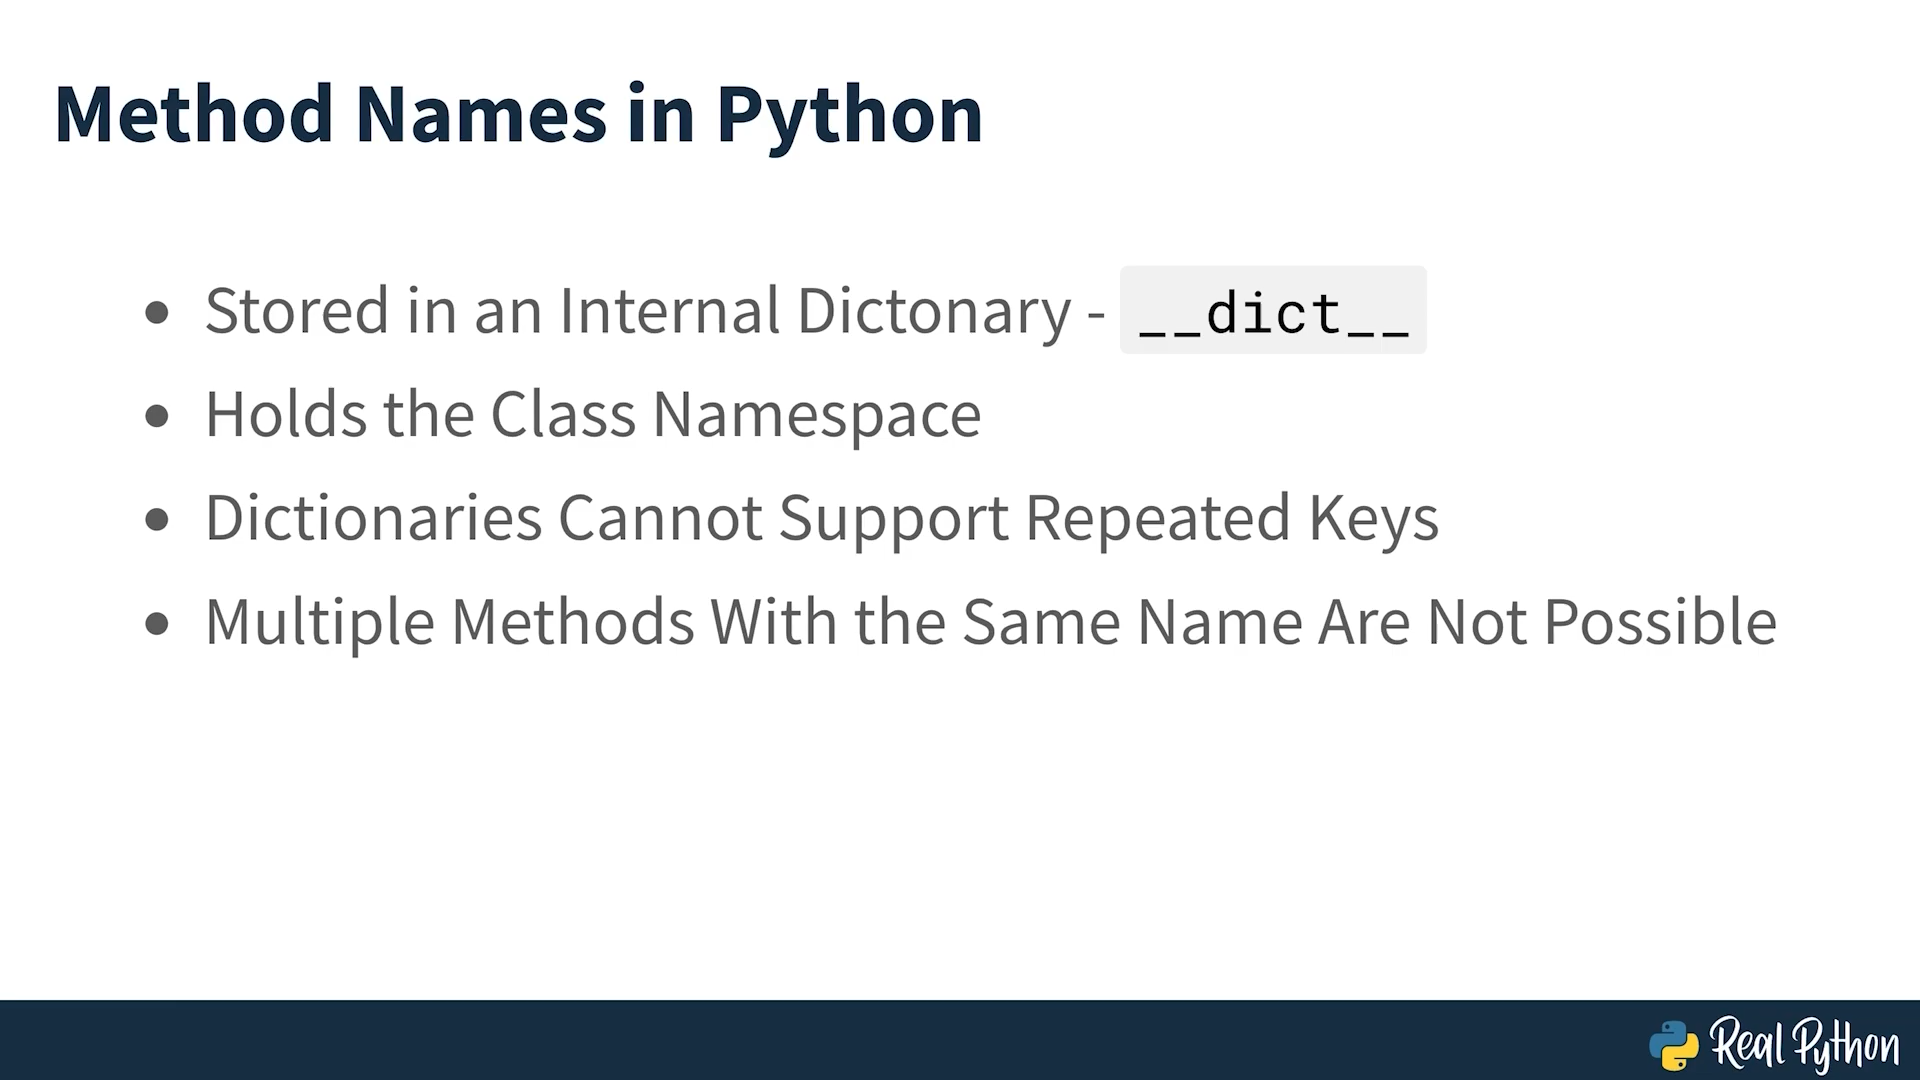 Method Names in Python
• Stored in an Internal Dictonary - __dict__
• Holds the Class Namespace
• Dictionaries Cannot Support Repeated Keys
• Multiple Methods With the Same Name Are Not Possible
Real Python